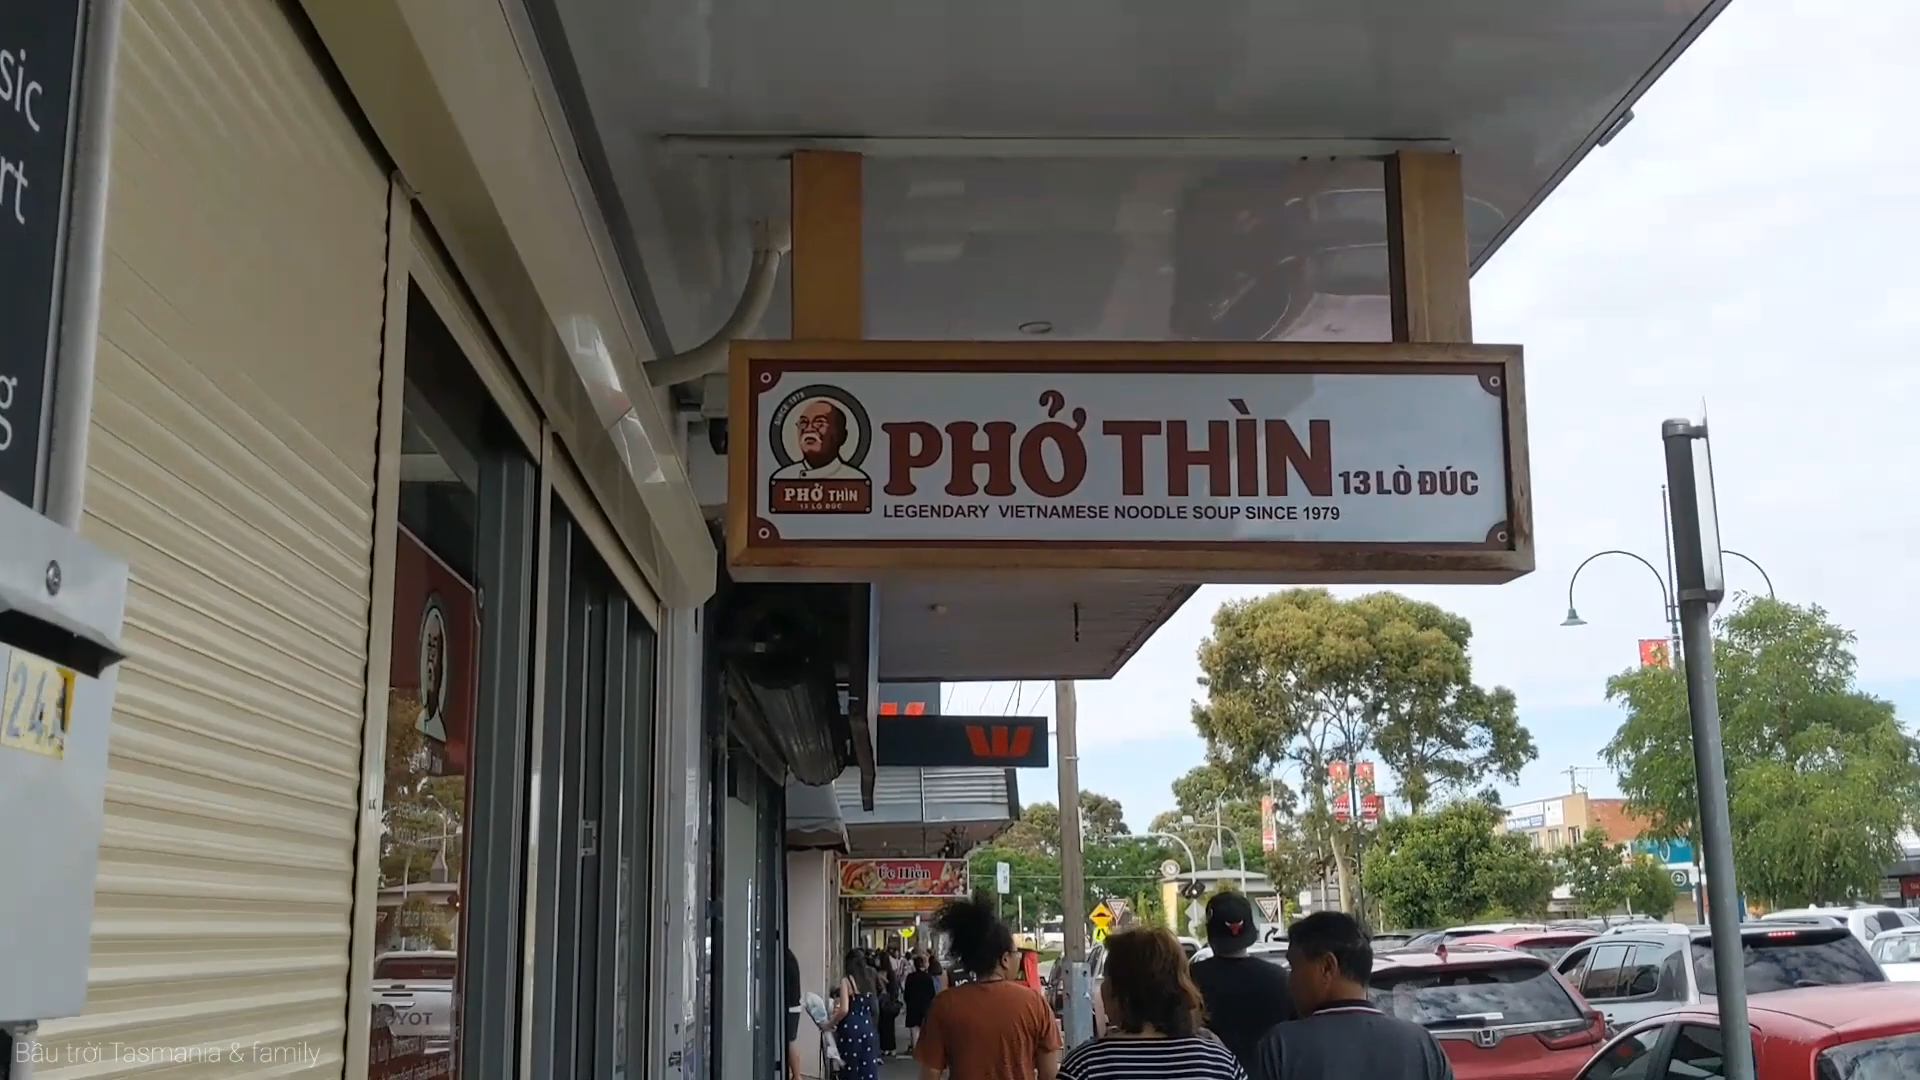 sic
rt
g
SINCE 1979
PHỞ THÌN
13 LÒ ĐÚC
PHỞ THÌN 13 LÒ ĐÚC
LEGENDARY VIETNAMESE NOODLE SOUP SINCE 1979
Úc Hiền
Bầu trời Tasmania & family